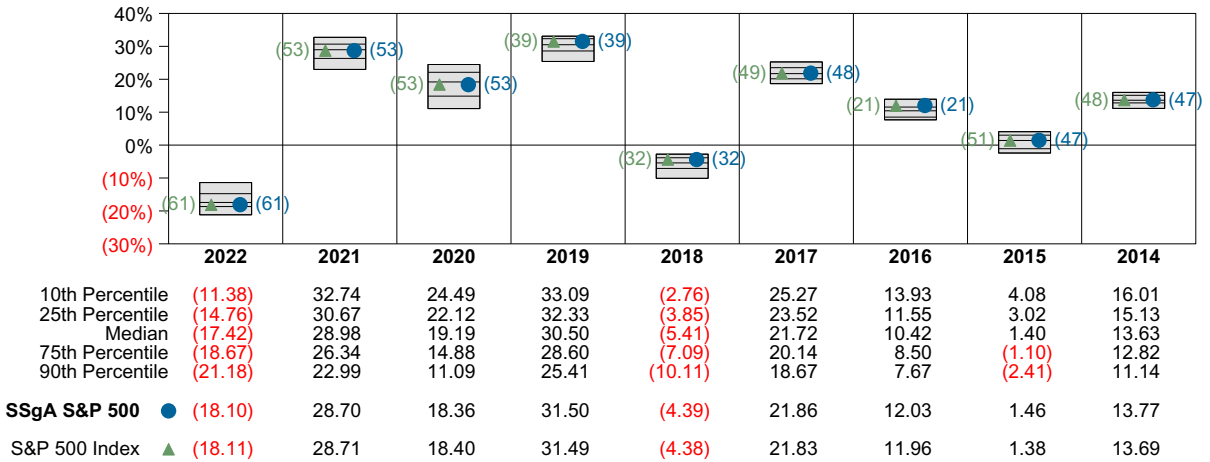 40%
30%
20%
10%
0%
(10%)
(20%)
(30%)
(61) (61)
(53) (53)
(53) (53)
(39) (39)
(32) (32)
(49) (48)
(21) (21)
(51) (47)
(48) (47)
2022 2021 2020 2019 2018 2017 2016 2015 2014
10th Percentile (11.38) 32.74 24.49 33.09 (2.76) 25.27 13.93 4.08 16.01
25th Percentile (14.76) 30.67 22.12 32.33 (3.85) 23.52 11.55 3.02 15.13
Median (17.42) 28.98 19.19 30.50 (5.41) 21.72 10.42 1.40 13.63
75th Percentile (18.67) 26.34 14.88 28.60 (7.09) 20.14 8.50 (1.10) 12.82
90th Percentile (21.18) 22.99 11.09 25.41 (10.11) 18.67 7.67 (2.41) 11.14
SSgA S&P 500 (18.10) 28.70 18.36 31.50 (4.39) 21.86 12.03 1.46 13.77
S&P 500 Index (18.11) 28.71 18.40 31.49 (4.38) 21.83 11.96 1.38 13.69